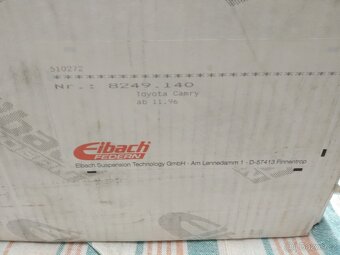 510272
********************************
Nr.: 8249.140
Toyota Camry
ab 11.96
Eibach
FEDERN
Eibach Suspension Technology GmbH · Am Lennedamm 1 · D-57413 Finnentrop